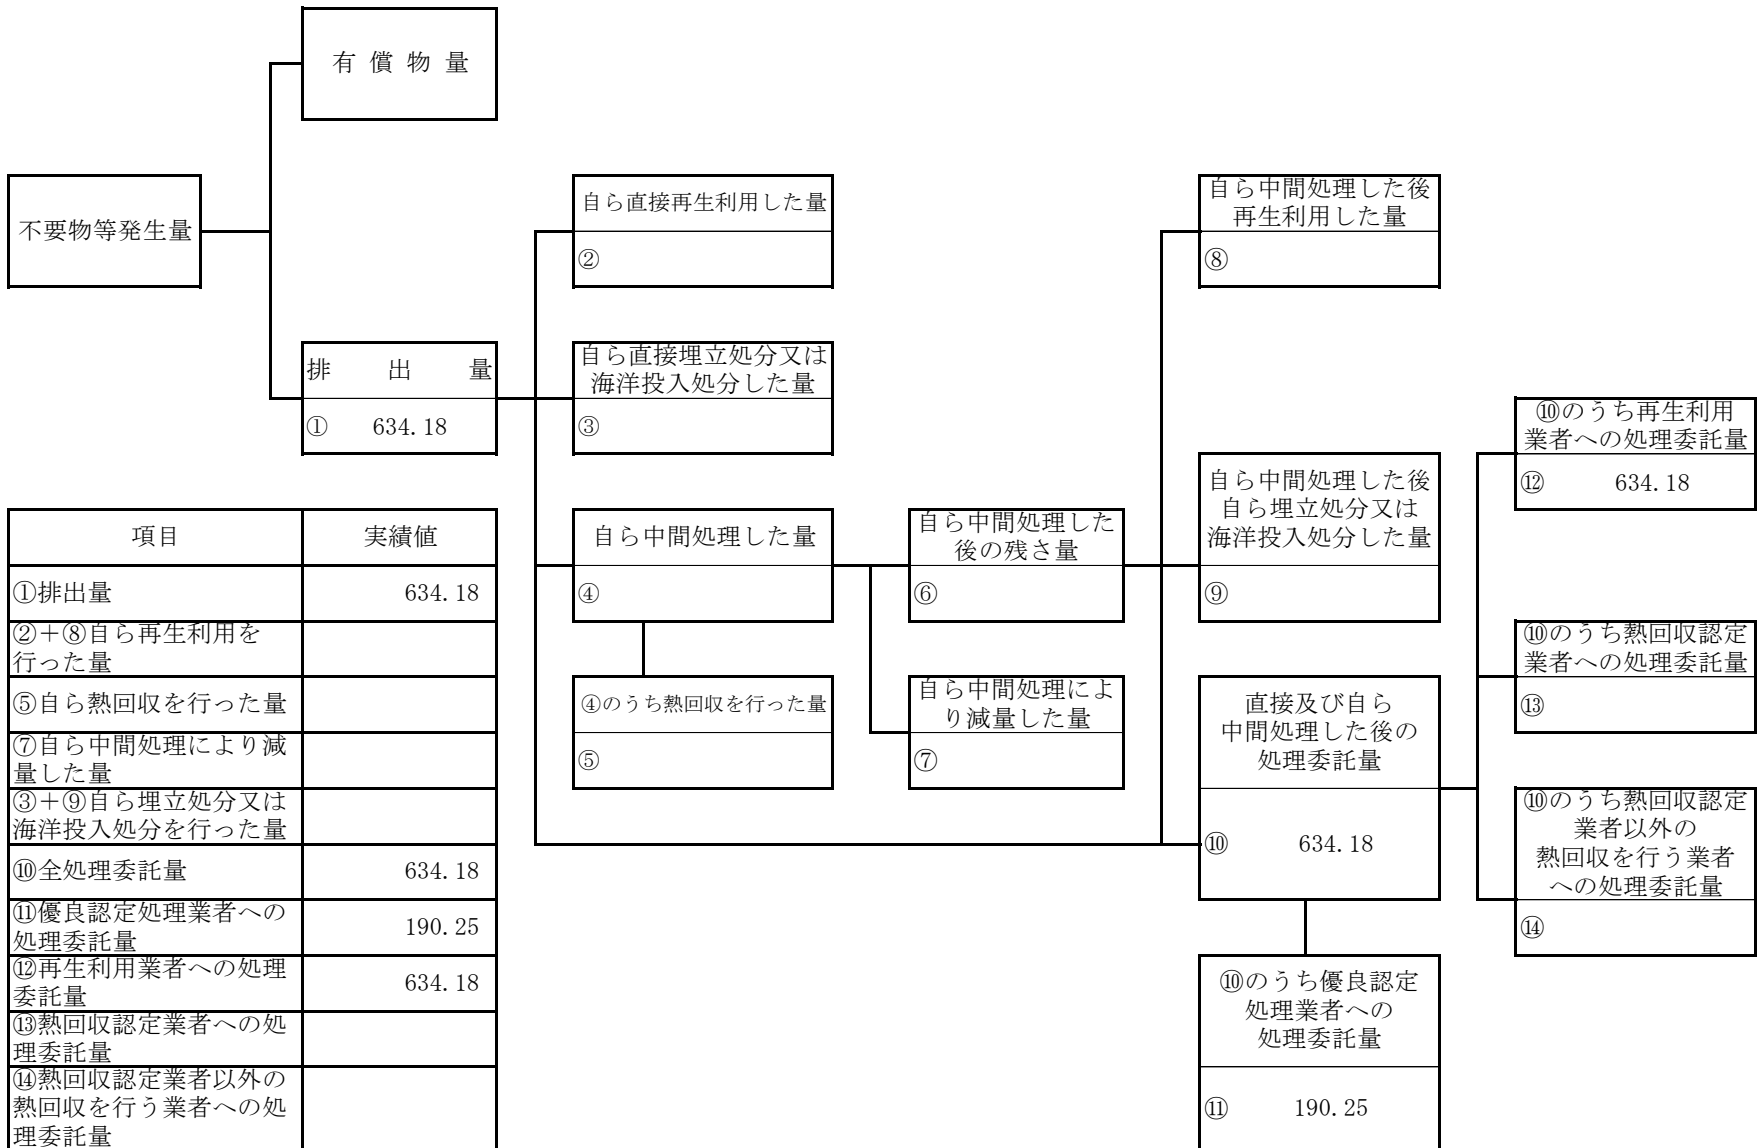 有 償 物 量
不要物等発生量
自ら直接再生利用した量
②
自ら中間処理した後
再生利用した量
⑧
排 出 量
① 634.18
自ら直接埋立処分又は
海洋投入処分した量
③
⑩のうち再生利用
業者への処理委託量
⑫ 634.18
自ら中間処理した後
自ら埋立処分又は
海洋投入処分した量
⑨
自ら中間処理した量
④
自ら中間処理した
後の残さ量
⑥
⑩のうち熱回収認定
業者への処理委託量
⑬
④のうち熱回収を行った量
⑤
自ら中間処理によ
り減量した量
⑦
直接及び自ら
中間処理した後の
処理委託量
⑩ 634.18
⑩のうち熱回収認定
業者以外の
熱回収を行う業者
への処理委託量
⑭
⑩のうち優良認定
処理業者への
処理委託量
⑪ 190.25
項目 実績値
①排出量 634.18
②＋⑧自ら再生利用を
行った量
⑤自ら熱回収を行った量
⑦自ら中間処理により減
量した量
③＋⑨自ら埋立処分又は
海洋投入処分を行った量
⑩全処理委託量 634.18
⑪優良認定処理業者への
処理委託量 190.25
⑫再生利用業者への処理
委託量 634.18
⑬熱回収認定業者への処
理委託量
⑭熱回収認定業者以外の
熱回収を行う業者への処
理委託量